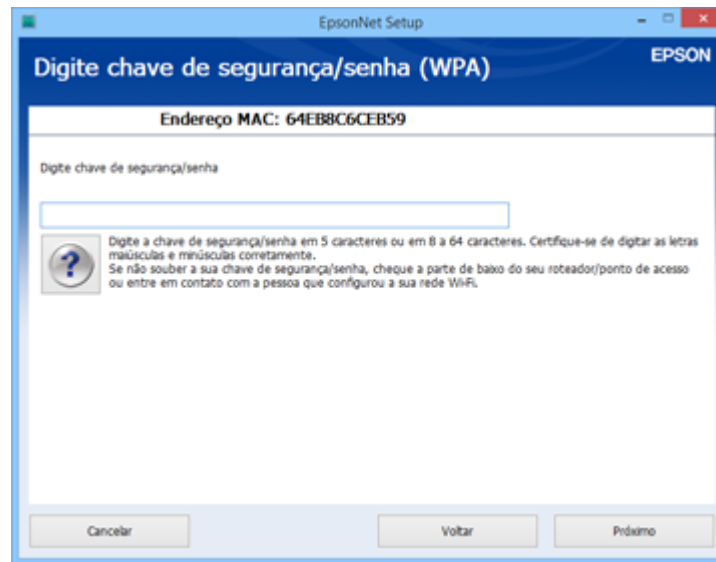 EpsonNet Setup
Digite chave de segurança/senha (WPA)
EPSON
Endereço MAC: 64EB8C6CEB59
Digite chave de segurança/senha
Digite a chave de segurança/senha em 5 caracteres ou em 8 a 64 caracteres. Certifique-se de digitar as letras
maiúsculas e minúsculas corretamente.
Se não souber a sua chave de segurança/senha, cheque a parte de baixo do seu roteador/ponto de acesso
ou entre em contato com a pessoa que configurou a sua rede Wi-Fi.
Cancelar
Voltar
Próximo